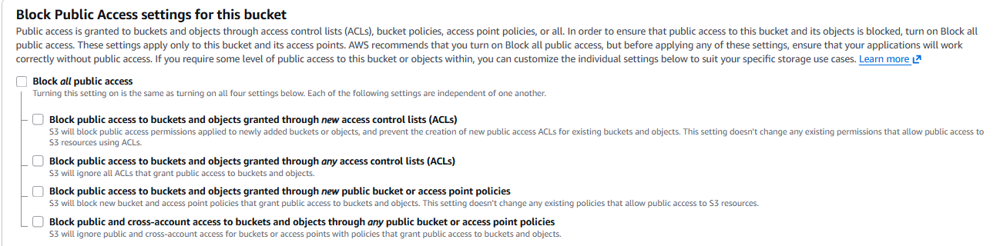 Block Public Access settings for this bucket
Public access is granted to buckets and objects through access control lists (ACLs), bucket policies, access point policies, or all. In order to ensure that public access to this bucket and its objects is blocked, turn on Block all
public access. These settings apply only to this bucket and its access points. AWS recommends that you turn on Block all public access, but before applying any of these settings, ensure that your applications will work
correctly without public access. If you require some level of public access to this bucket or objects within, you can customize the individual settings below to suit your specific storage use cases. Learn more
Block all public access
Turning this setting on is the same as turning on all four settings below. Each of the following settings are independent of one another.
Block public access to buckets and objects granted through new access control lists (ACLs)
S3 will block public access permissions applied to newly added buckets or objects, and prevent the creation of new public access ACLs for existing buckets and objects. This setting doesn't change any existing permissions that allow public access to
S3 resources using ACLs.
Block public access to buckets and objects granted through any access control lists (ACLs)
S3 will ignore all ACLs that grant public access to buckets and objects.
Block public access to buckets and objects granted through new public bucket or access point policies
S3 will block new bucket and access point policies that grant public access to buckets and objects. This setting doesn't change any existing policies that allow public access to S3 resources.
Block public and cross-account access to buckets and objects through any public bucket or access point policies
S3 will ignore public and cross-account access for buckets or access points with policies that grant public access to buckets and objects.